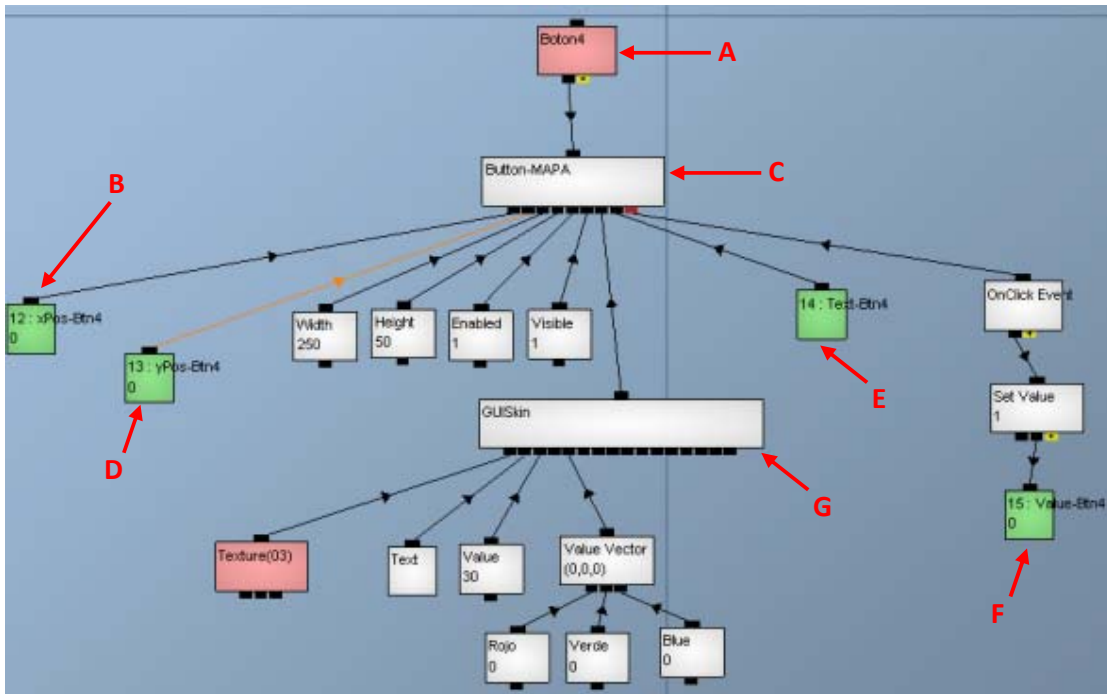 Boton4
A
Button-MAPA
C
B
12 : xPos-Btn4
0
13 : yPos-Btn4
0
D
Width
250
Height
50
Enabled
1
Visible
1
14 : Text-Btn4
E
OnClick Event
Set Value
1
15 : Value-Btn4
0
F
GUISkin
G
Texture(03)
Text
Value
30
Value Vector
(0,0,0)
Rojo
0
Verde
0
Blue
0